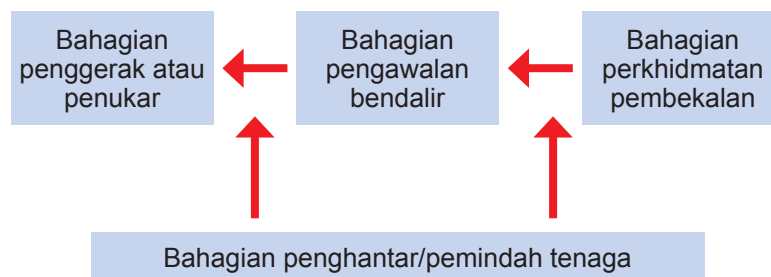 Bahagian
penggerak atau
penukar
Bahagian
pengawalan
bendalir
Bahagian
perkhidmatan
pembekalan
Bahagian penghantar/pemindah tenaga